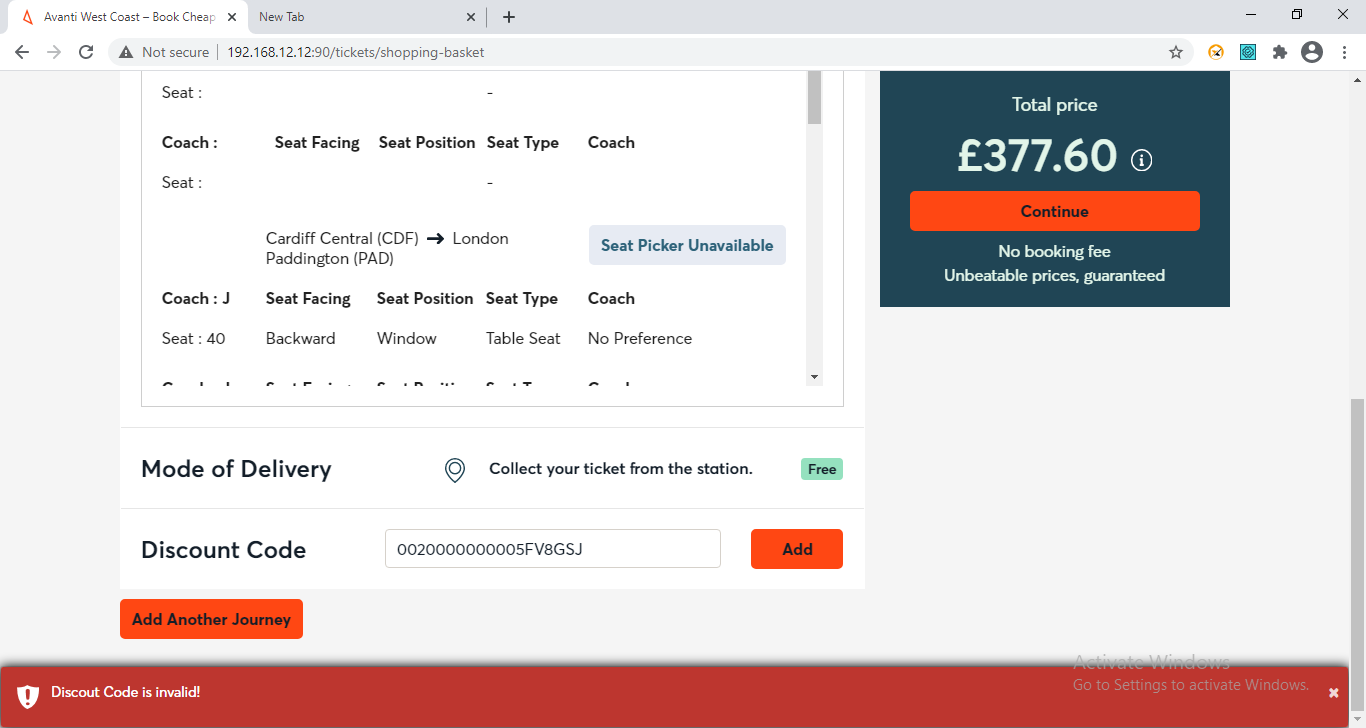 Avanti West Coast – Book Cheap
New Tab
Not secure
192.168.12.12:90/tickets/shopping-basket
Seat : -
Coach : Seat Facing Seat Position Seat Type Coach
Seat : -
Cardiff Central (CDF) → London
Paddington (PAD)
Seat Picker Unavailable
Coach : J Seat Facing Seat Position Seat Type Coach
Seat : 40 Backward Window Table Seat No Preference
Mode of Delivery
Collect your ticket from the station.
Free
Discount Code
0020000000005FV8GSJ
Add
Add Another Journey
Total price
£377.60
Continue
No booking fee
Unbeatable prices, guaranteed
Activate Windows
Go to Settings to activate Windows.
Discout Code is invalid!